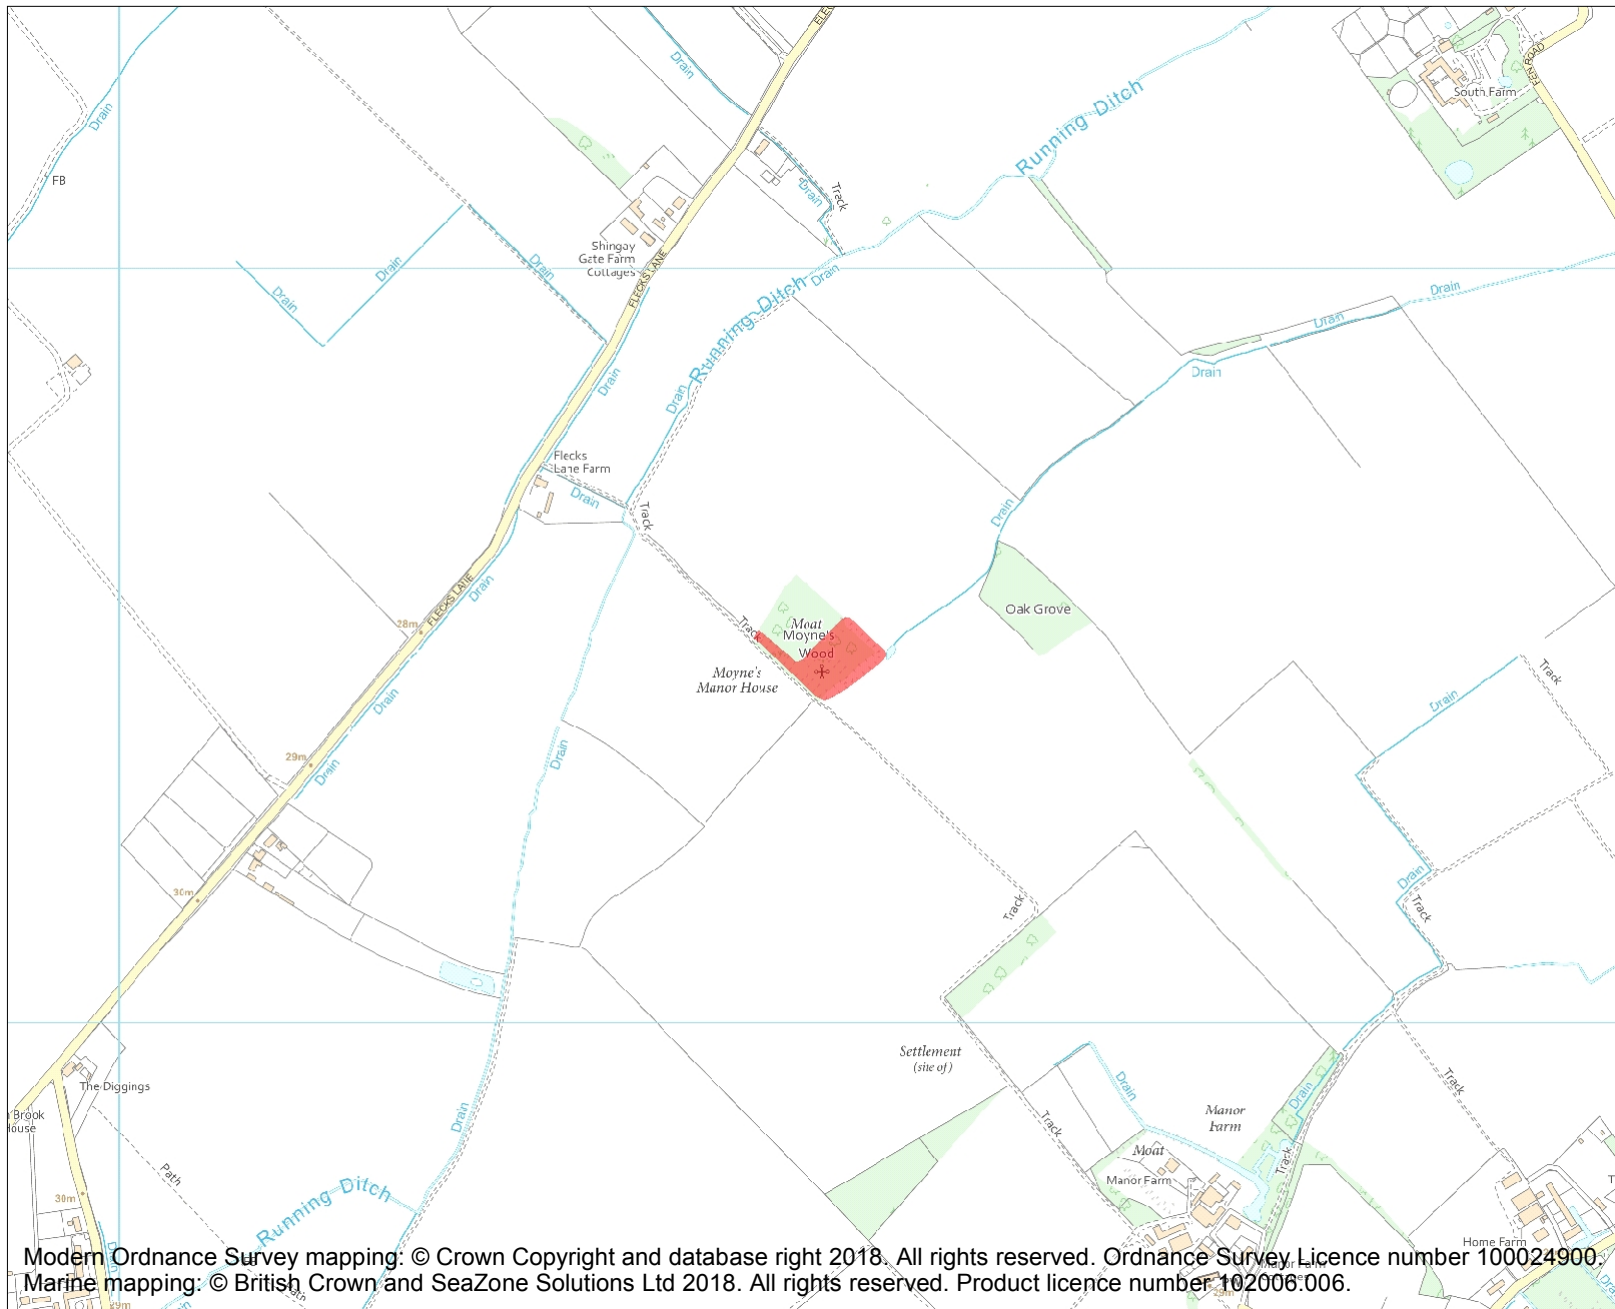 FLECKS
Drain
Running Ditch
FEN ROAD
South Farm
Drain
FB
Drain
Track
Shingay
Gate Farm
Cottages
FLECKS LANE
Drain
Drain
Drain
Drain
Running Ditch
Drain
Drain
Drain
Drain
Drain
Flecks
Lane Farm
Drain
Track
Drain
FLECKS LANE
Drain
28m
Oak Grove
Track
Moat
Moyne's
Wood
Moyne's
Manor House
Drain
Drain
Track
29m
Drain
Drain
30m
Track
Drain
Track
Settlement
(site of)
The Diggings
Brook
House
Drain
Drain
Drain
Track
Track
Manor
Farm
Moat
Manor Farm
Track
Path
30m
Running Ditch
Home Farm
Drain
Modern Ordnance Survey mapping: © Crown Copyright and database right 2018. All rights reserved. Ordnance Survey Licence number 100024900.
Marine mapping: © British Crown and SeaZone Solutions Ltd 2018. All rights reserved. Product licence number 102006.006.
29m